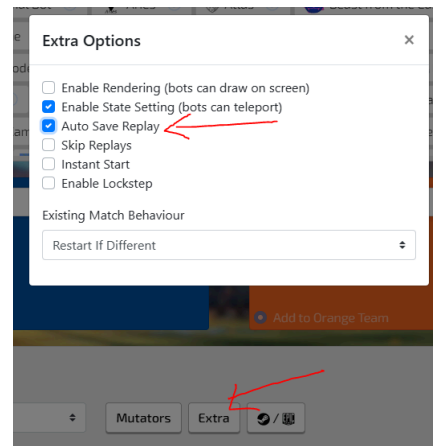 Extra Options ×
Enable Rendering (bots can draw on screen)
Enable State Setting (bots can teleport)
Auto Save Replay
Skip Replays
Instant Start
Enable Lockstep
Existing Match Behaviour
Restart If Different
Add to Orange Team
Mutators Extra /